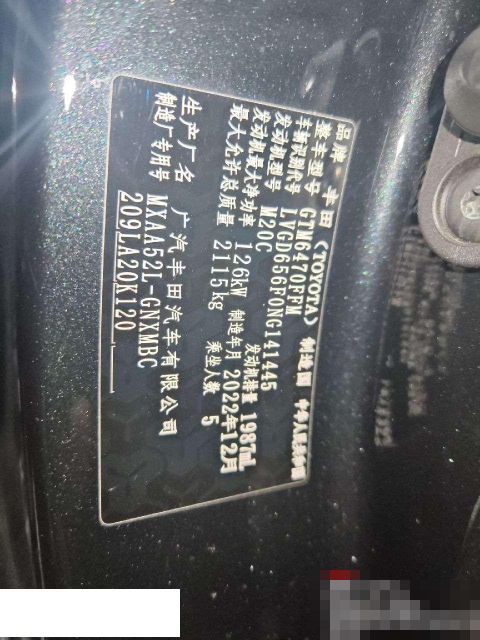 品牌 丰田(TOYOTA) 制造国 中华人民共和国
整车型号 GTM6470FFM
车辆识别代号 LVGD656F0NG141445
发动机型号 M20C 发动机排量 1987mL
发动机最大净功率 126kW 制造年月 2022年12月
最大允许总质量 2115kg 乘坐人数 5
生产厂名 广汽丰田汽车有限公司
制造厂专用号 MXAA52L-GNXMBC
209LA20K120